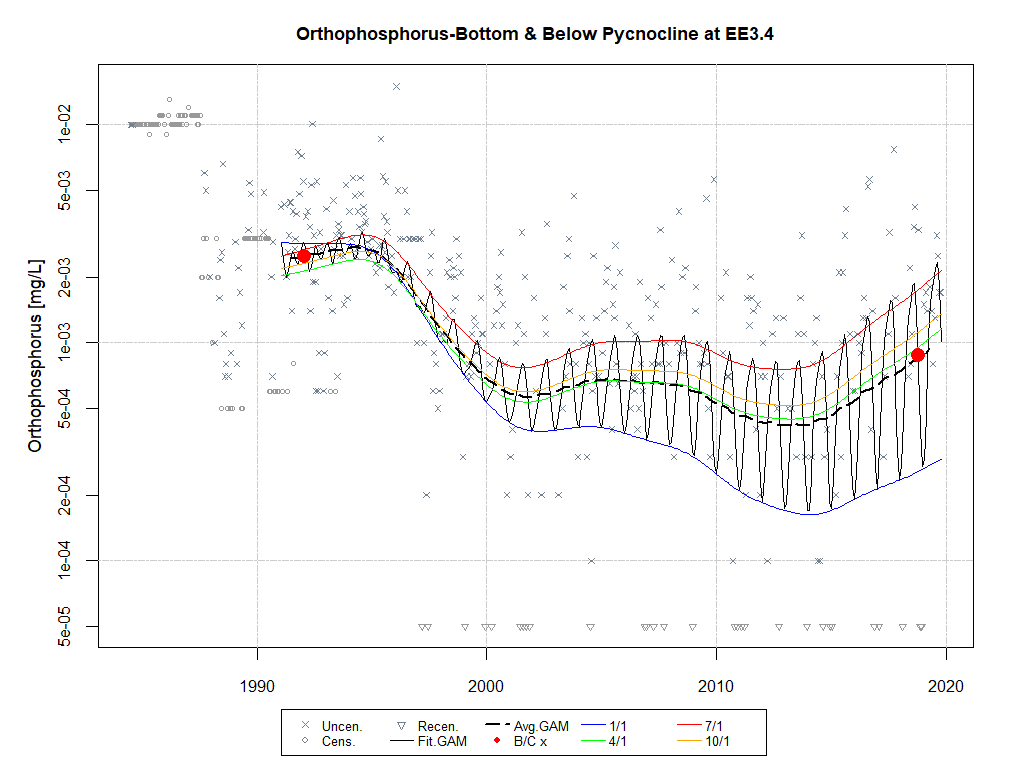 Orthophosphorus-Bottom & Below Pycnocline at EE3.4
Orthophosphorus [mg/L]
1e-02
5e-03
2e-03
1e-03
5e-04
2e-04
1e-04
5e-05
1990 2000 2010 2020
Uncen. Recen. Avg.GAM 1/1 7/1
Cens. Fit.GAM B/C x 4/1 10/1